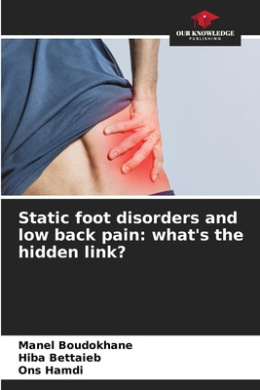 OUR KNOWLEDGE
PUBLISHING
Static foot disorders and
low back pain: what's the
hidden link?
Manel Boudokhane
Hiba Bettaieb
Ons Hamdi